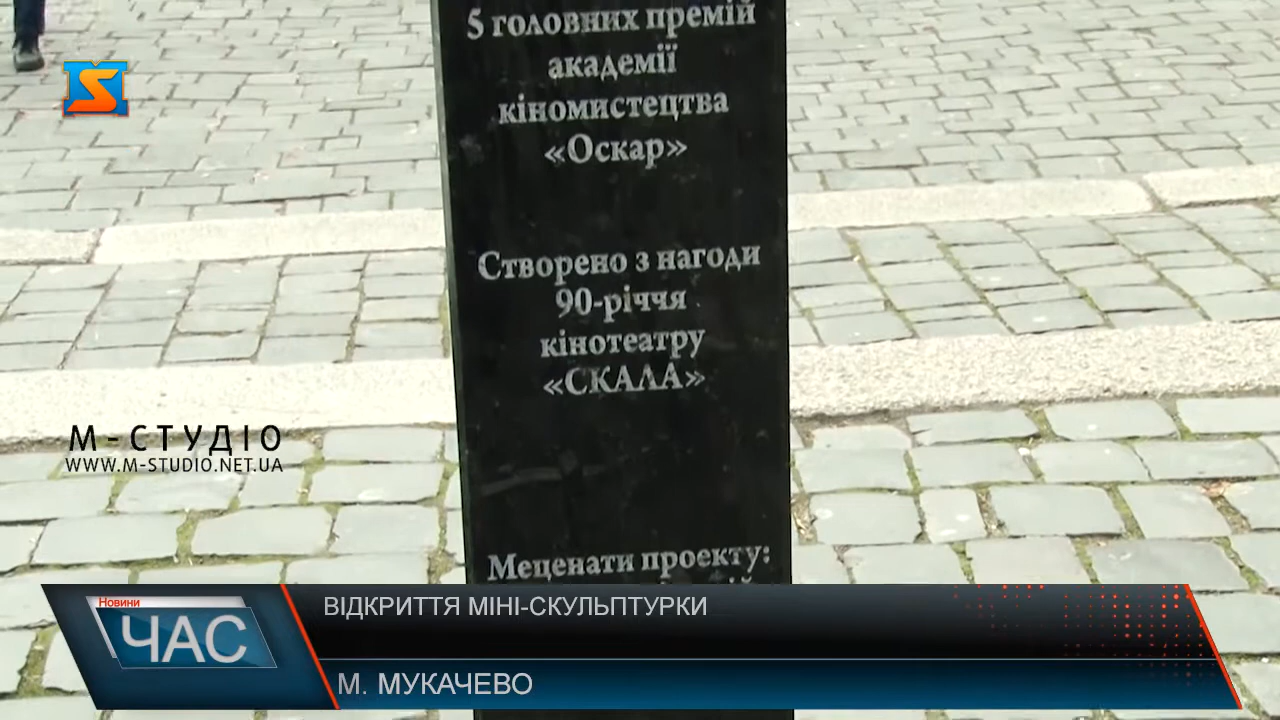 5 головних премій
академії
кіномистецтва
«Оскар»
Створено з нагоди
90-річчя
кінотеатру
«СКАЛА»
Меценати проекту:
М-СТУДІО
WWW.M-STUDIO.NET.UA
Новини
ЧАС
ВІДКРИТТЯ МІНІ-СКУЛЬПТУРКИ
М. МУКАЧЕВО